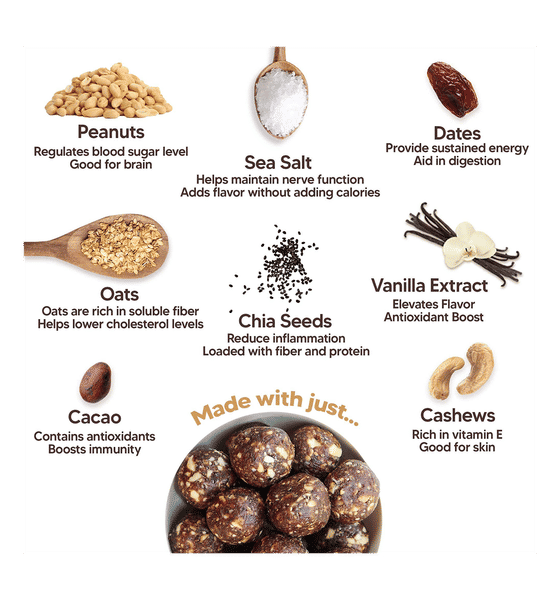 Peanuts
Regulates blood sugar level
Good for brain
Sea Salt
Helps maintain nerve function
Adds flavor without adding calories
Dates
Provide sustained energy
Aid in digestion
Oats
Oats are rich in soluble fiber
Helps lower cholesterol levels
Chia Seeds
Reduce inflammation
Loaded with fiber and protein
Vanilla Extract
Elevates Flavor
Antioxidant Boost
Cacao
Contains antioxidants
Boosts immunity
Made with just...
Cashews
Rich in vitamin E
Good for skin